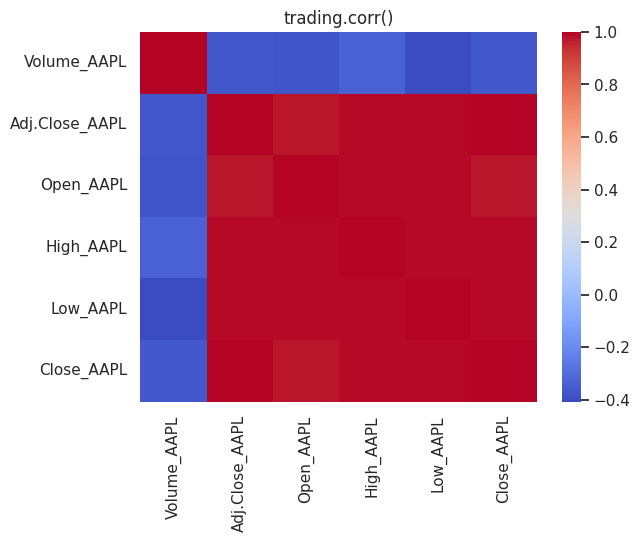 trading.corr()
Volume_AAPL
Adj.Close_AAPL
Open_AAPL
High_AAPL
Low_AAPL
Close_AAPL
Volume_AAPL
Adj.Close_AAPL
Open_AAPL
High_AAPL
Low_AAPL
Close_AAPL
1.0
0.8
0.6
0.4
0.2
0.0
−0.2
−0.4